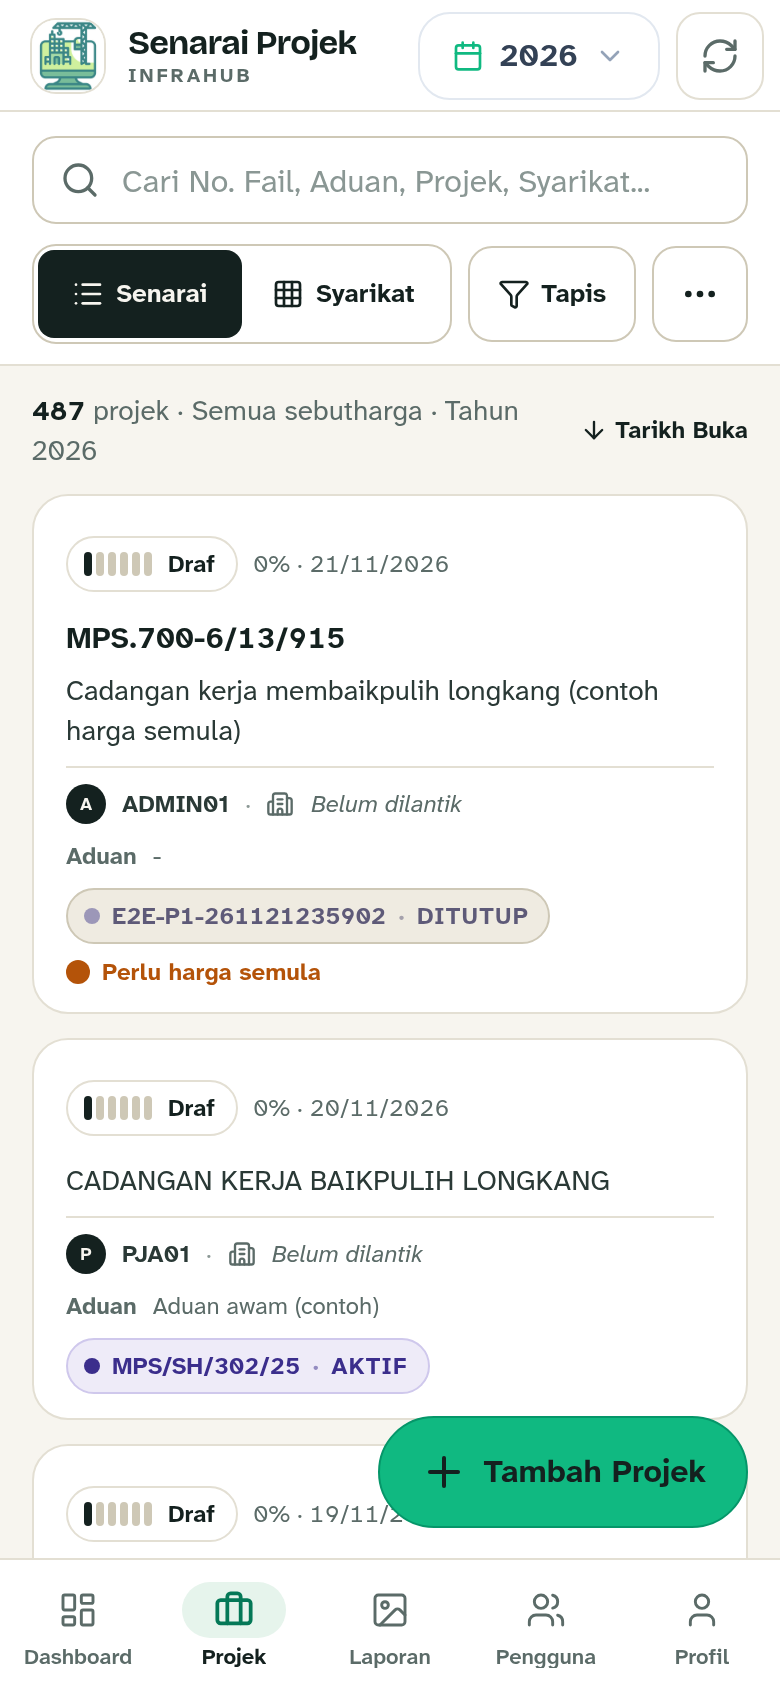 Senarai Projek
INFRAHUB
2026
Cari No. Fail, Aduan, Projek, Syarikat...
Senarai
Syarikat
Tapis
487 projek · Semua sebutharga · Tahun
2026
Tarikh Buka
Draf
0% · 21/11/2026
MPS.700-6/13/915
Cadangan kerja membaikpulih longkang (contoh
harga semula)
A
ADMIN01 · Belum dilantik
Aduan -
E2E-P1-261121235902 · DITUTUP
Perlu harga semula
Draf
0% · 20/11/2026
CADANGAN KERJA BAIKPULIH LONGKANG
P
PJA01 · Belum dilantik
Aduan Aduan awam (contoh)
MPS/SH/302/25 · AKTIF
Tambah Projek
Draf
0% · 19/11/2
Dashboard
Projek
Laporan
Pengguna
Profil